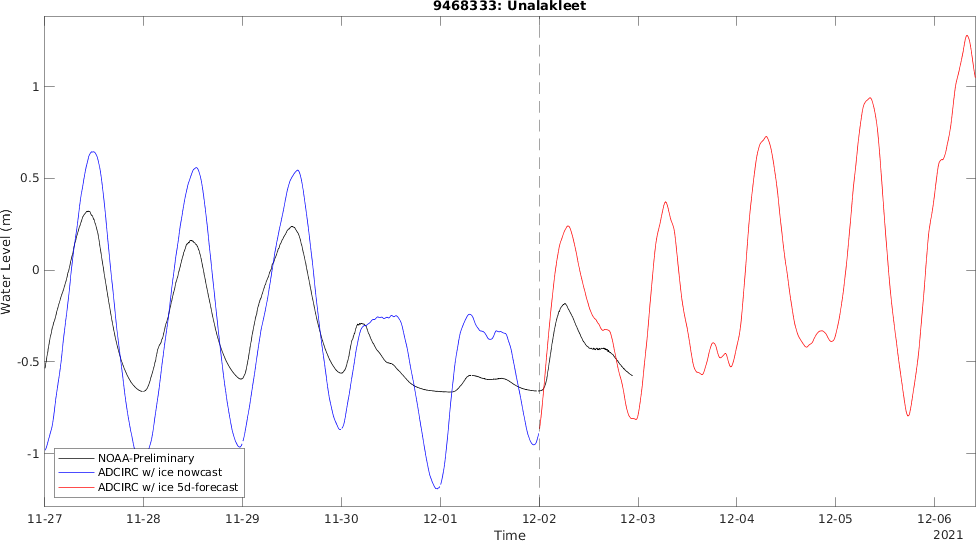 9468333: Unalakleet
Water Level (m)
1
0.5
0
-0.5
-1
NOAA-Preliminary
ADCIRC w/ ice nowcast
ADCIRC w/ ice 5d-forecast
11-27 11-28 11-29 11-30 12-01 12-02 12-03 12-04 12-05 12-06
Time
2021